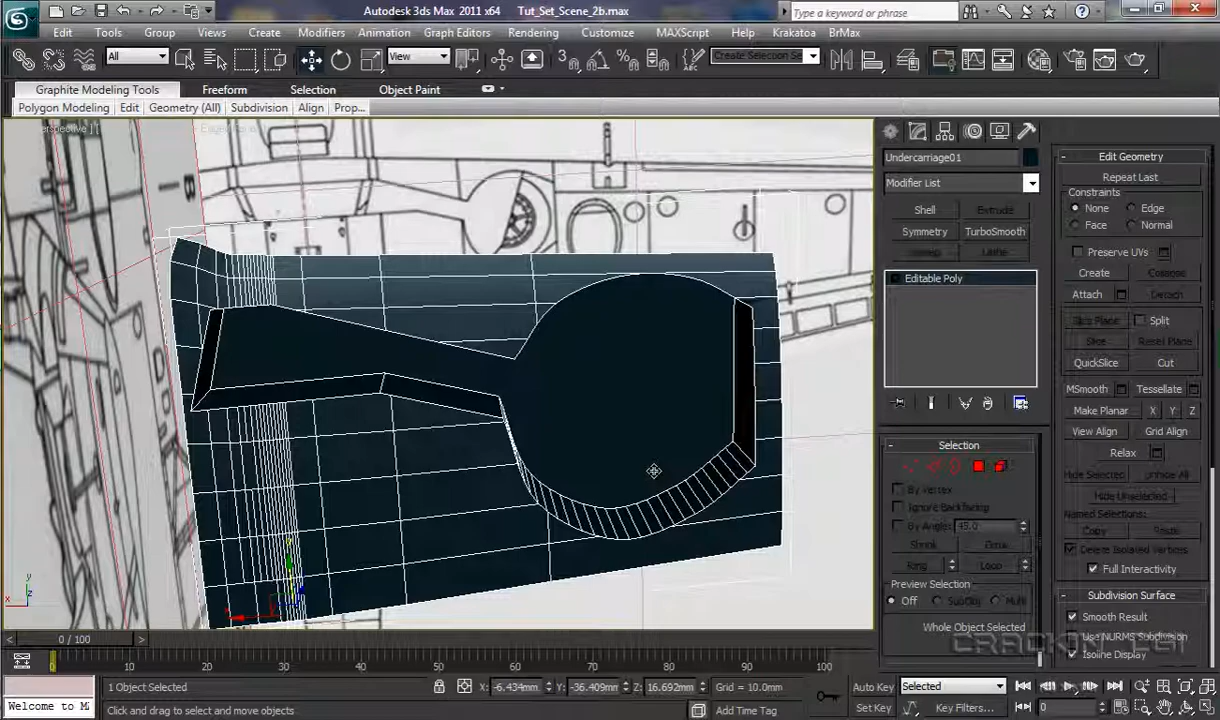 Autodesk 3ds Max 2011 x64 Tut_Set_Scene_2b.max
Type a keyword or phrase
Edit Tools Group Views Create Modifiers Animation Graph Editors Rendering Customize MAXScript Help Krakatoa BrMax
All View Create Selection Se
Graphite Modeling Tools Freeform Selection Object Paint
Polygon Modeling Edit Geometry (All) Subdivision Align Prop...
Undercarriage01
Modifier List
Shell Extrude
Symmetry TurboSmooth
Lathe
Editable Poly
Selection
By Vertex
Ignore Backfacing
By Angle: 45.0
Shrink Grow
Ring Loop
Preview Selection
Off SubObj Multi
Whole Object Selected
Edit Geometry
Repeat Last
Constraints
None Edge
Face Normal
Preserve UVs
Create Collapse
Attach Detach
Slice Plane Split
Slice Reset Plane
QuickSlice Cut
MSmooth Tessellate
Make Planar X Y Z
View Align Grid Align
Relax
Hide Selected Unhide All
Hide Unselected
Named Selections:
Copy Paste
Delete Isolated Vertices
Full Interactivity
Subdivision Surface
Smooth Result
Use NURMS Subdivision
Isoline Display
CRACKIN CGI
0 / 100
0 10 20 30 40 50 60 70 80 90 100
Welcome to M
1 Object Selected
X: -6.434mm Y: -36.409mm Z: 16.692mm Grid = 10.0mm
Click and drag to select and move objects
Add Time Tag
Auto Key Selected
Set Key Key Filters... 0